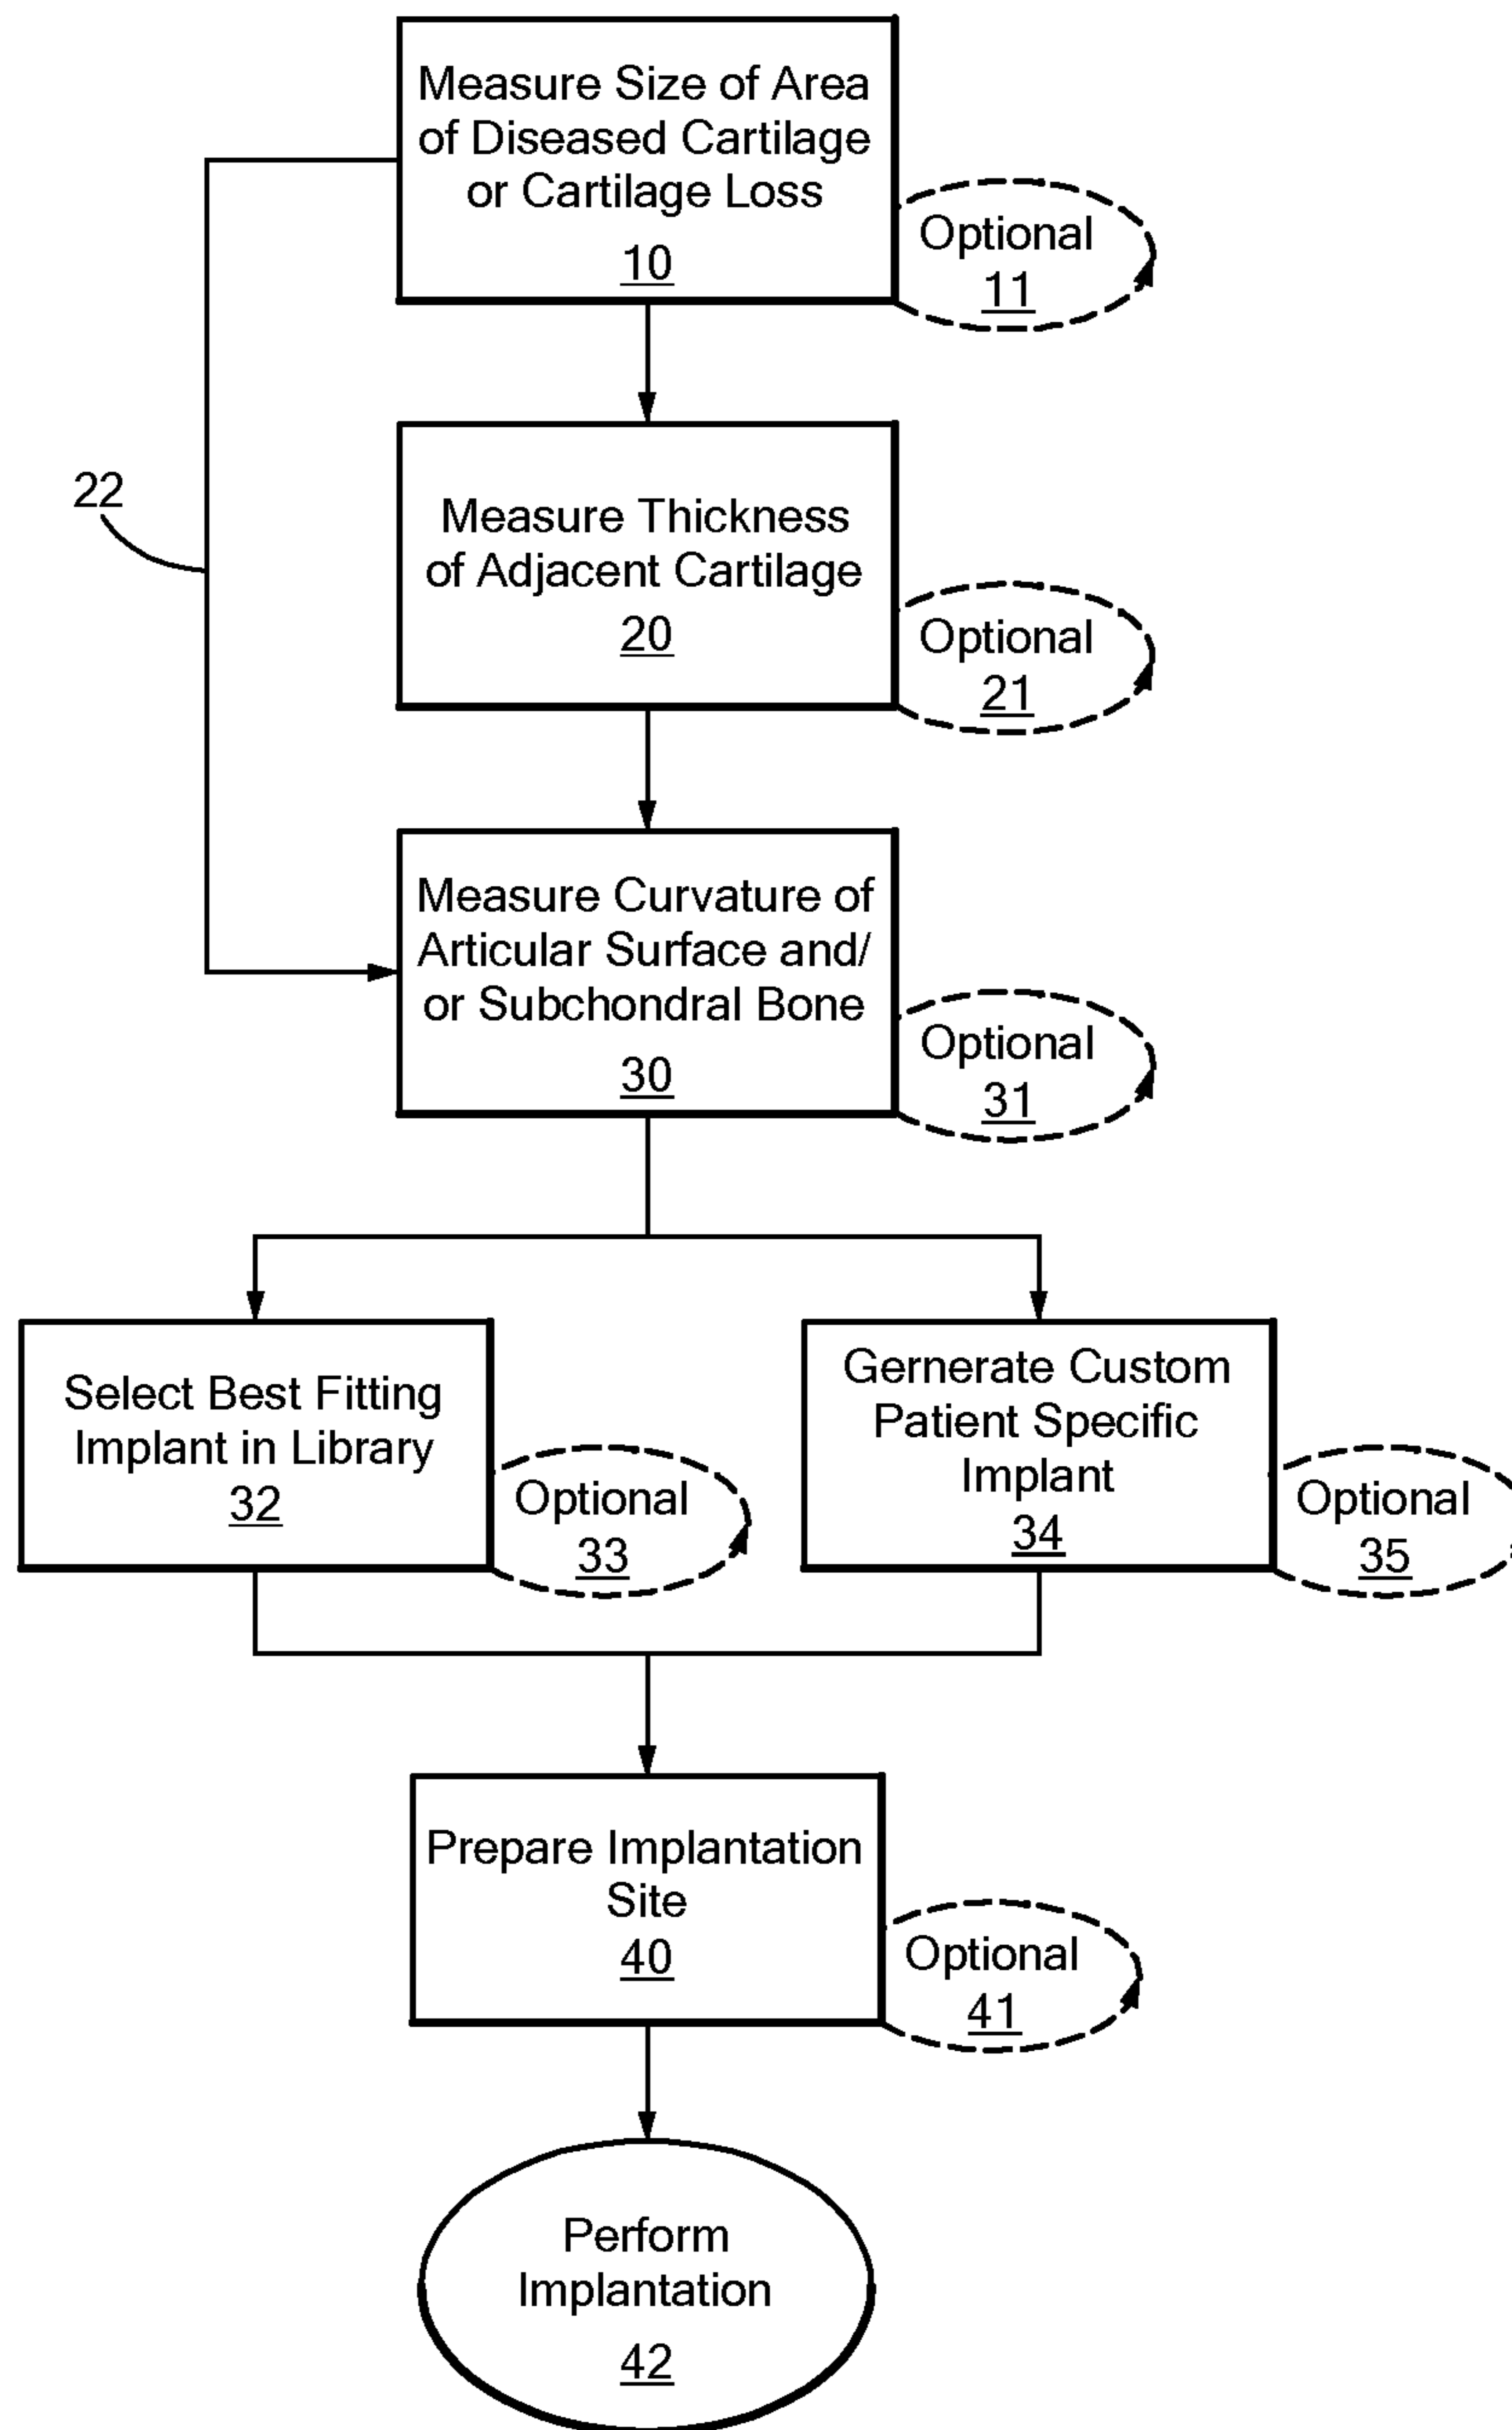 Measure Size of Area
of Diseased Cartilage
or Cartilage Loss
10
Optional
11
22
Measure Thickness
of Adjacent Cartilage
20
Optional
21
Measure Curvature of
Articular Surface and/
or Subchondral Bone
30
Optional
31
Select Best Fitting
Implant in Library
32
Optional
33
Gernerate Custom
Patient Specific
Implant
34
Optional
35
Prepare Implantation
Site
40
Optional
41
Perform
Implantation
42